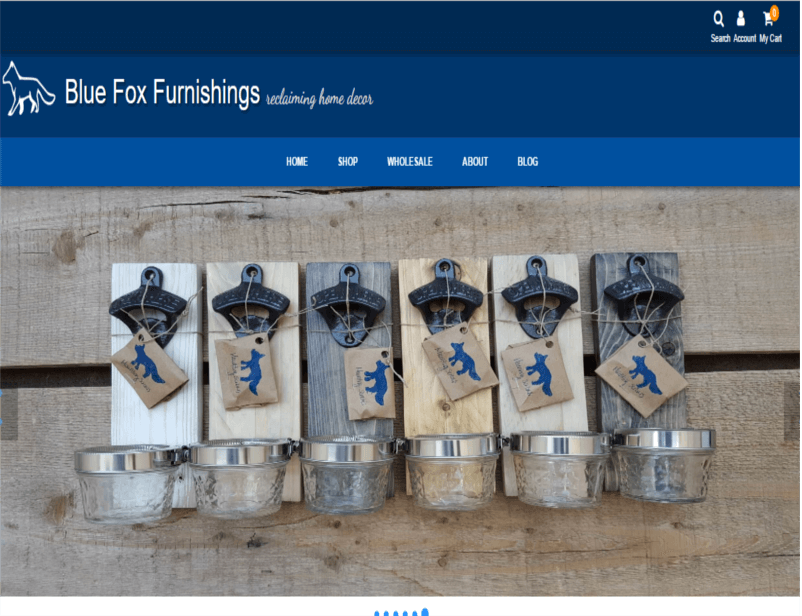 0
Search Account My Cart
Blue Fox Furnishings reclaiming home decor
HOME SHOP WHOLESALE ABOUT BLOG